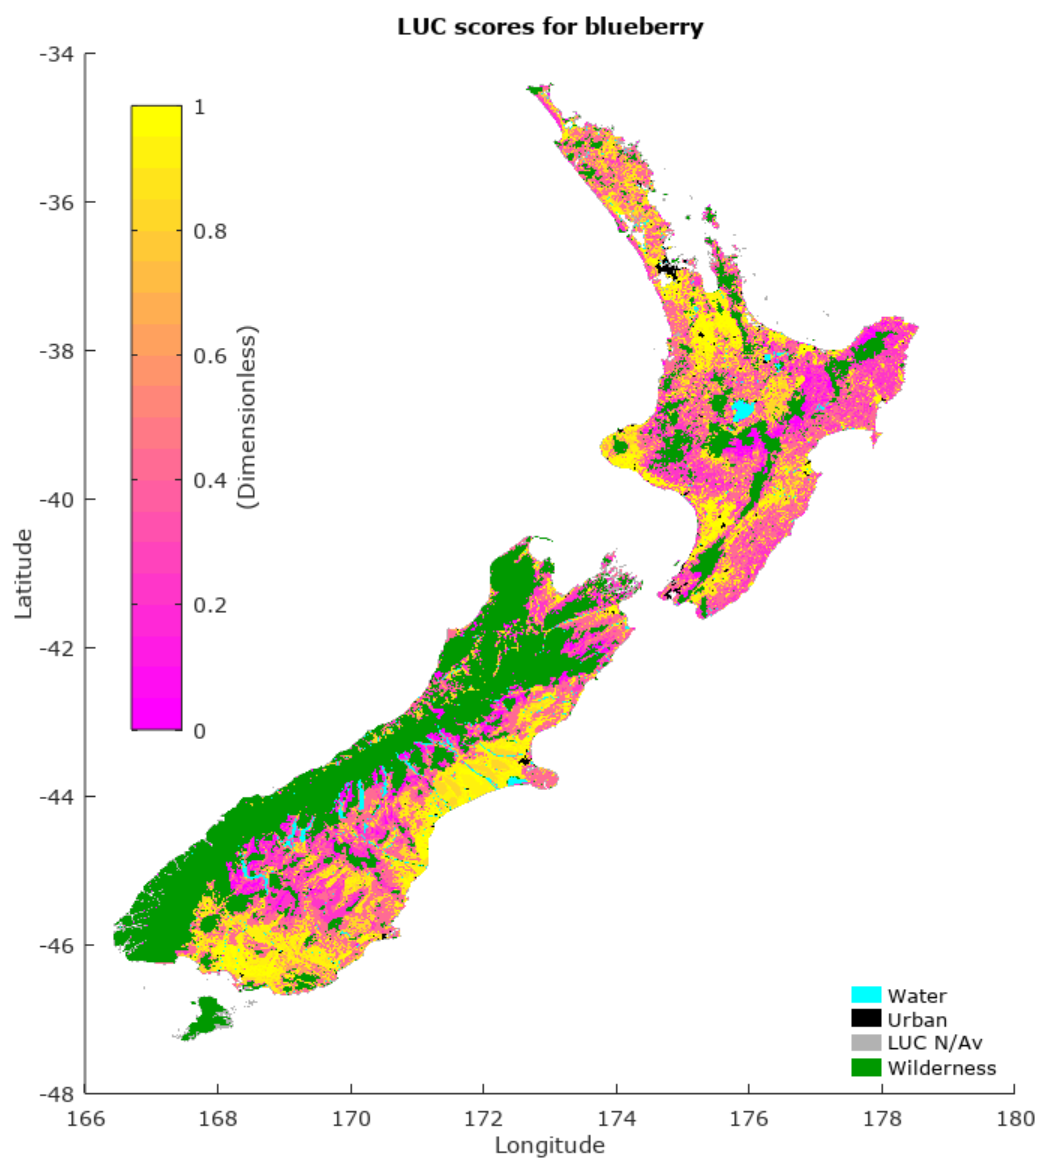 LUC scores for blueberry
-34
-36
-38
-40
-42
-44
-46
-48
Latitude
1
0.8
0.6
0.4
0.2
0
(Dimensionless)
Water
Urban
LUC N/Av
Wilderness
166
168
170
172
174
176
178
180
Longitude